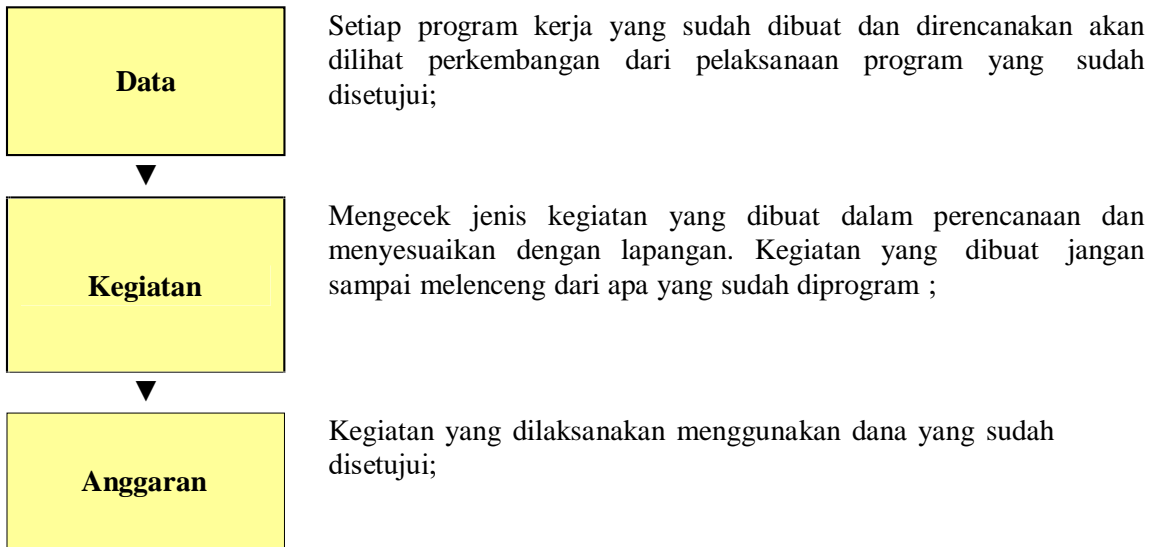 Data
Setiap program kerja yang sudah dibuat dan direncanakan akan
dilihat perkembangan dari pelaksanaan program yang sudah
disetujui;
Kegiatan
Mengecek jenis kegiatan yang dibuat dalam perencanaan dan
menyesuaikan dengan lapangan. Kegiatan yang dibuat jangan
sampai melenceng dari apa yang sudah diprogram ;
Anggaran
Kegiatan yang dilaksanakan menggunakan dana yang sudah
disetujui;